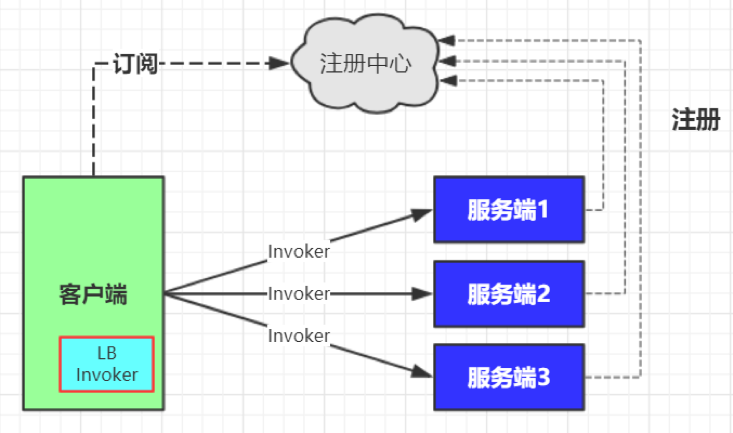 订阅
注册中心
注册
客户端
LB
Invoker
Invoker
Invoker
Invoker
服务端1
服务端2
服务端3